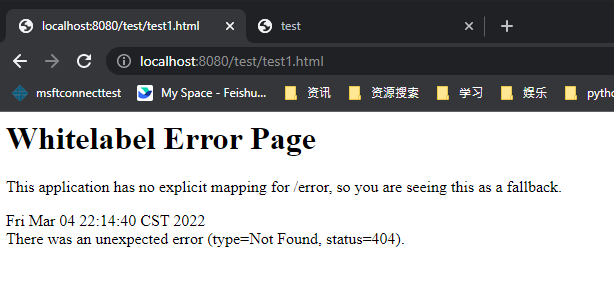 localhost:8080/test/test1.html
test
localhost:8080/test/test1.html
msftconnecttest
My Space - Feishu...
资讯
资源搜索
学习
娱乐
pytho
Whitelabel Error Page
This application has no explicit mapping for /error, so you are seeing this as a fallback.
Fri Mar 04 22:14:40 CST 2022
There was an unexpected error (type=Not Found, status=404).